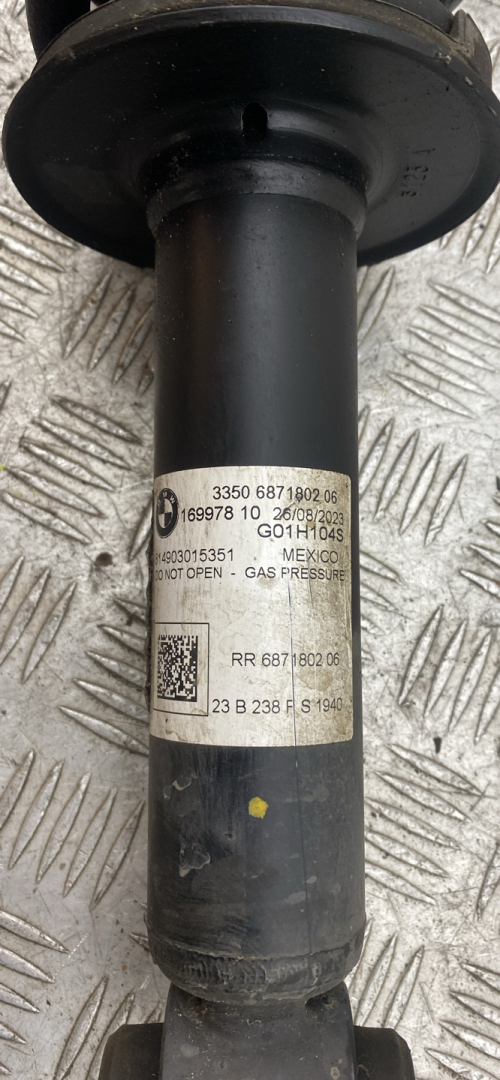 3350 6871802 06
169978 10 26/08/2023
G01H104S
814903015351 MEXICO
DO NOT OPEN - GAS PRESSURE
RR 6871802 06
23 B 238 F S 1940